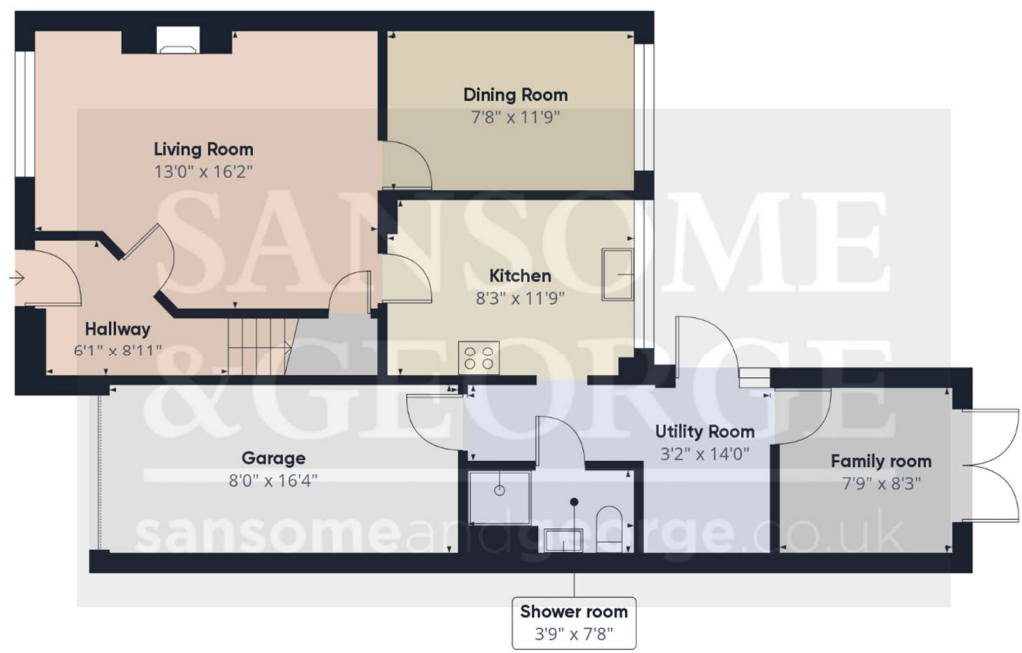 Dining Room
7'8" x 11'9"
Living Room
13'0" x 16'2"
SANSOME
Kitchen
8'3" x 11'9"
Hallway
6'1" x 8'11"
&GEORGE
Utility Room
3'2" x 14'0"
Garage
8'0" x 16'4"
Family room
7'9" x 8'3"
sansomeandgeorge.co.uk
Shower room
3'9" x 7'8"